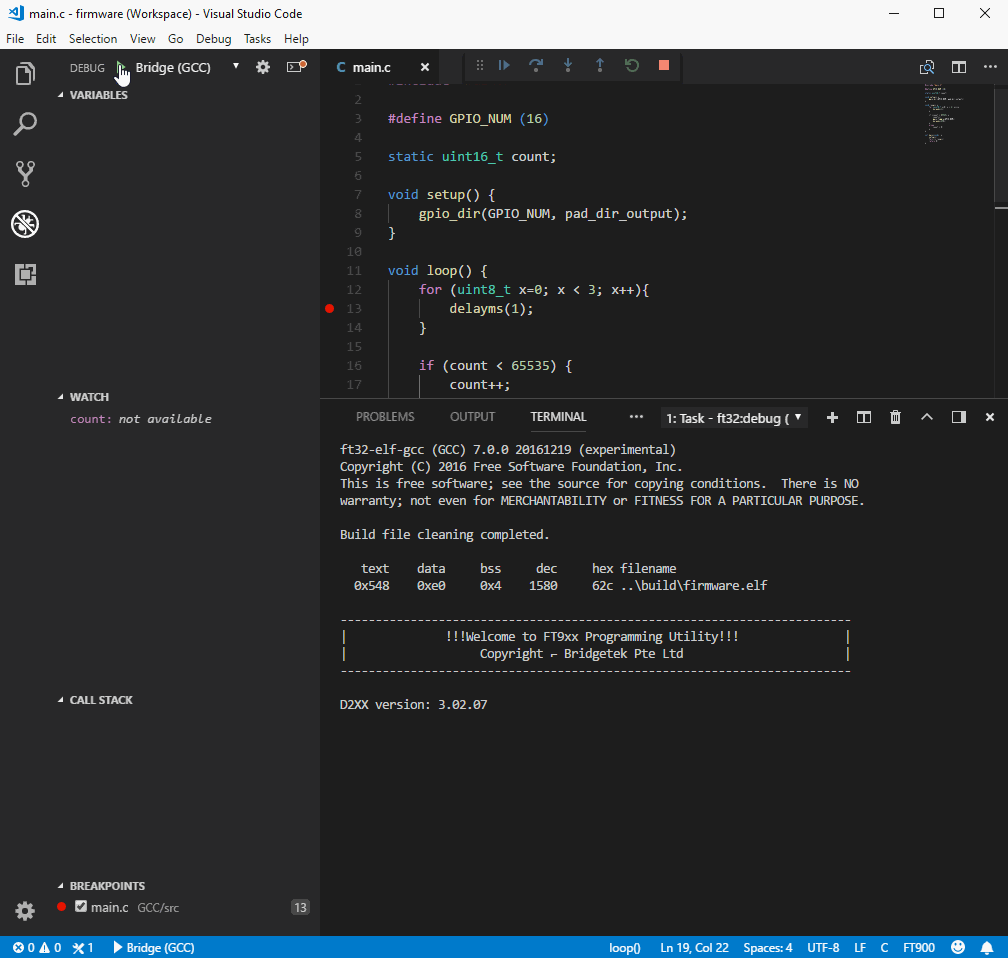 main.c - firmware (Workspace) - Visual Studio Code
File Edit Selection View Go Debug Tasks Help
DEBUG Bridge (GCC)
VARIABLES
WATCH
count: not available
CALL STACK
BREAKPOINTS
main.c GCC/src 13
C main.c
2
3 #define GPIO_NUM (16)
4
5 static uint16_t count;
6
7 void setup() {
8 gpio_dir(GPIO_NUM, pad_dir_output);
9 }
10
11 void loop() {
12 for (uint8_t x=0; x < 3; x++){
13 delayms(1);
14 }
15
16 if (count < 65535) {
17 count++;
PROBLEMS OUTPUT TERMINAL ··· 1: Task - ft32:debug (
ft32-elf-gcc (GCC) 7.0.0 20161219 (experimental)
Copyright (C) 2016 Free Software Foundation, Inc.
This is free software; see the source for copying conditions.  There is NO
warranty; not even for MERCHANTABILITY or FITNESS FOR A PARTICULAR PURPOSE.
Build file cleaning completed.
text data bss dec hex filename
0x548 0xe0 0x4 1580 62c ..\build\firmware.elf
-------------------------------------------------------------------------
| !!!Welcome to FT9xx Programming Utility!!! |
| Copyright ⌐ Bridgetek Pte Ltd |
-------------------------------------------------------------------------
D2XX version: 3.02.07
0 0 1 Bridge (GCC) loop() Ln 19, Col 22 Spaces: 4 UTF-8 LF C FT900